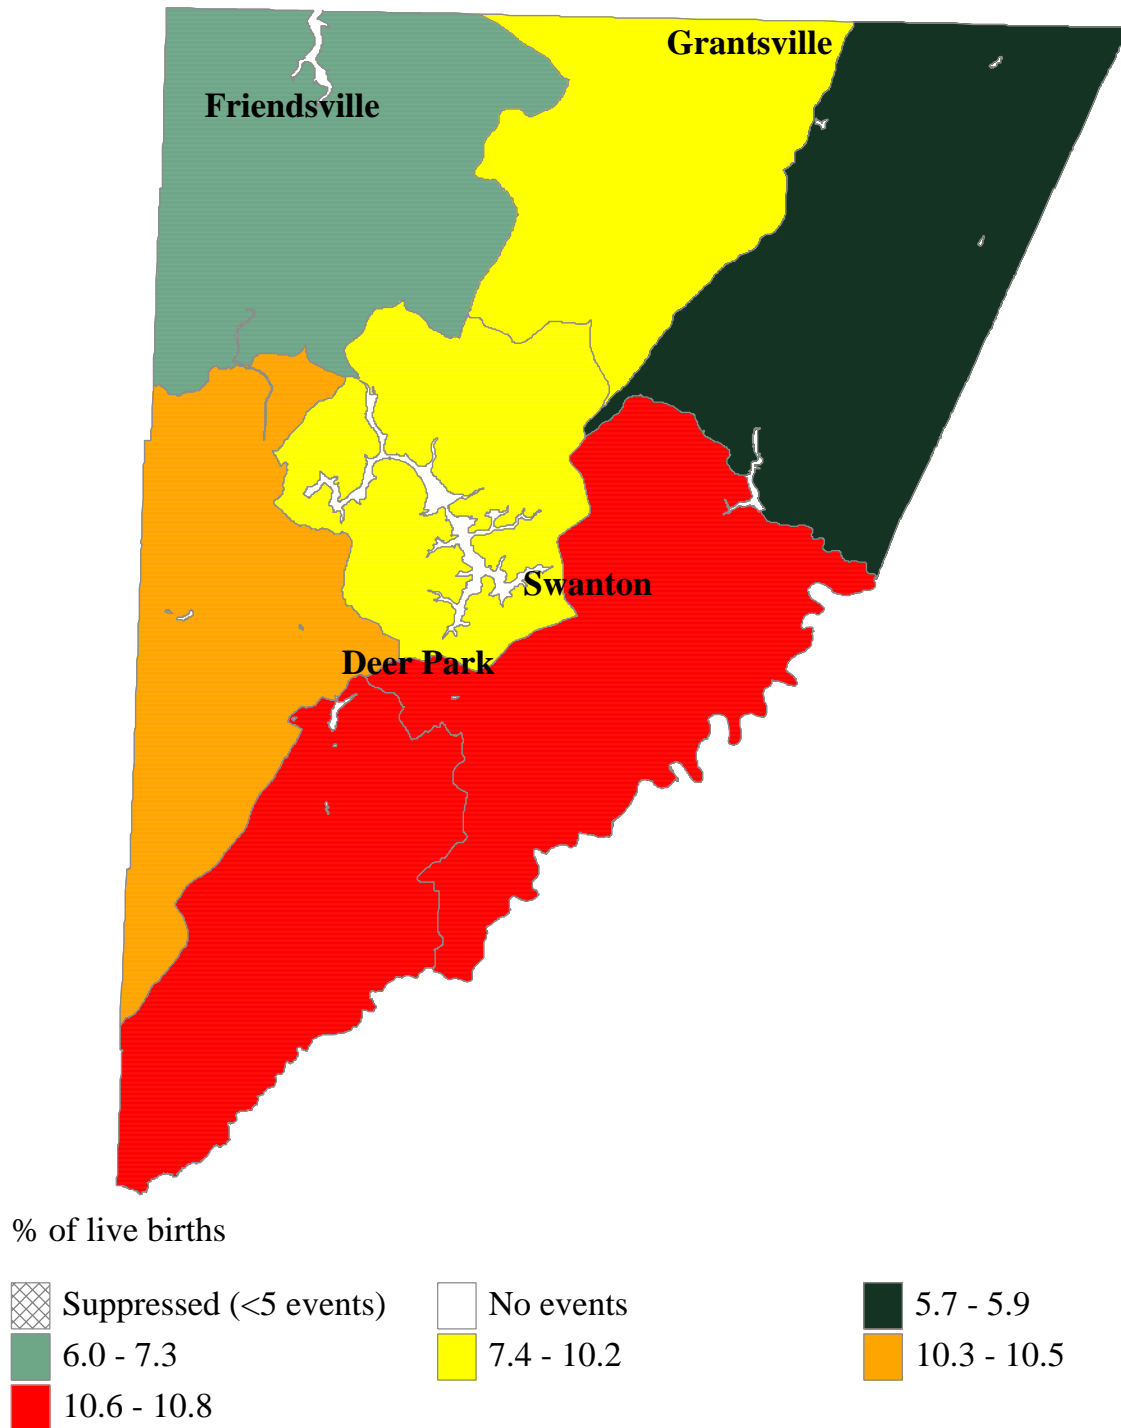 Grantsville
Friendsville
Swanton
Deer Park
% of live births
Suppressed (<5 events)
No events
5.7 - 5.9
6.0 - 7.3
7.4 - 10.2
10.3 - 10.5
10.6 - 10.8